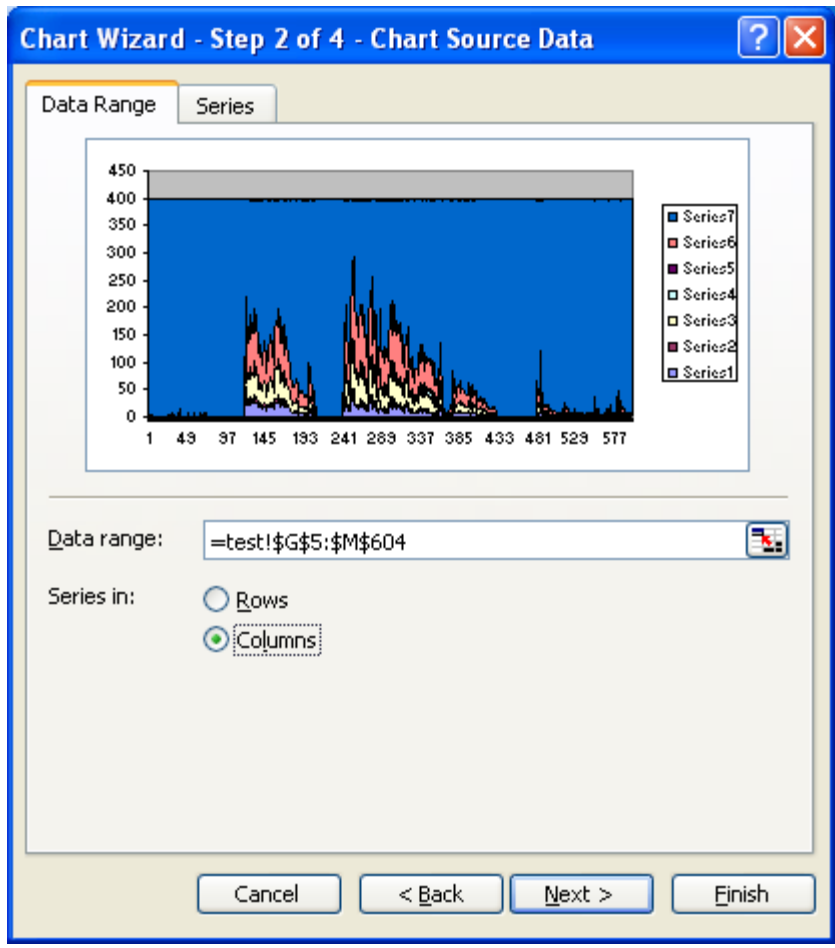 Chart Wizard - Step 2 of 4 - Chart Source Data
Data Range
Series
450
400
350
300
250
200
150
100
50
0
1 49 97 145 193 241 289 337 385 433 481 529 577
Series7
Series6
Series5
Series4
Series3
Series2
Series1
Data range: =test!$G$5:$M$604
Series in: Rows
Columns
Cancel < Back Next > Finish